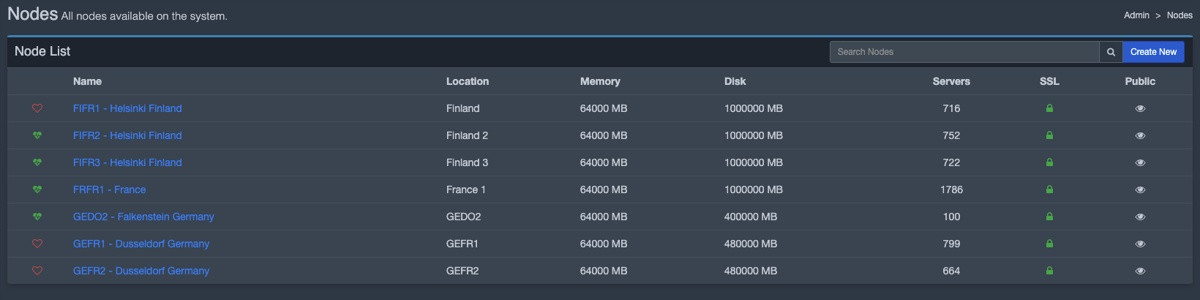 Nodes All nodes available on the system. Admin > Nodes
Node List Search Nodes Create New
Name Location Memory Disk Servers SSL Public
FIFR1 - Helsinki Finland Finland 64000 MB 1000000 MB 716
FIFR2 - Helsinki Finland Finland 2 64000 MB 1000000 MB 752
FIFR3 - Helsinki Finland Finland 3 64000 MB 1000000 MB 722
FRFR1 - France France 1 64000 MB 1000000 MB 1786
GEDO2 - Falkenstein Germany GEDO2 64000 MB 400000 MB 100
GEFR1 - Dusseldorf Germany GEFR1 64000 MB 480000 MB 799
GEFR2 - Dusseldorf Germany GEFR2 64000 MB 480000 MB 664